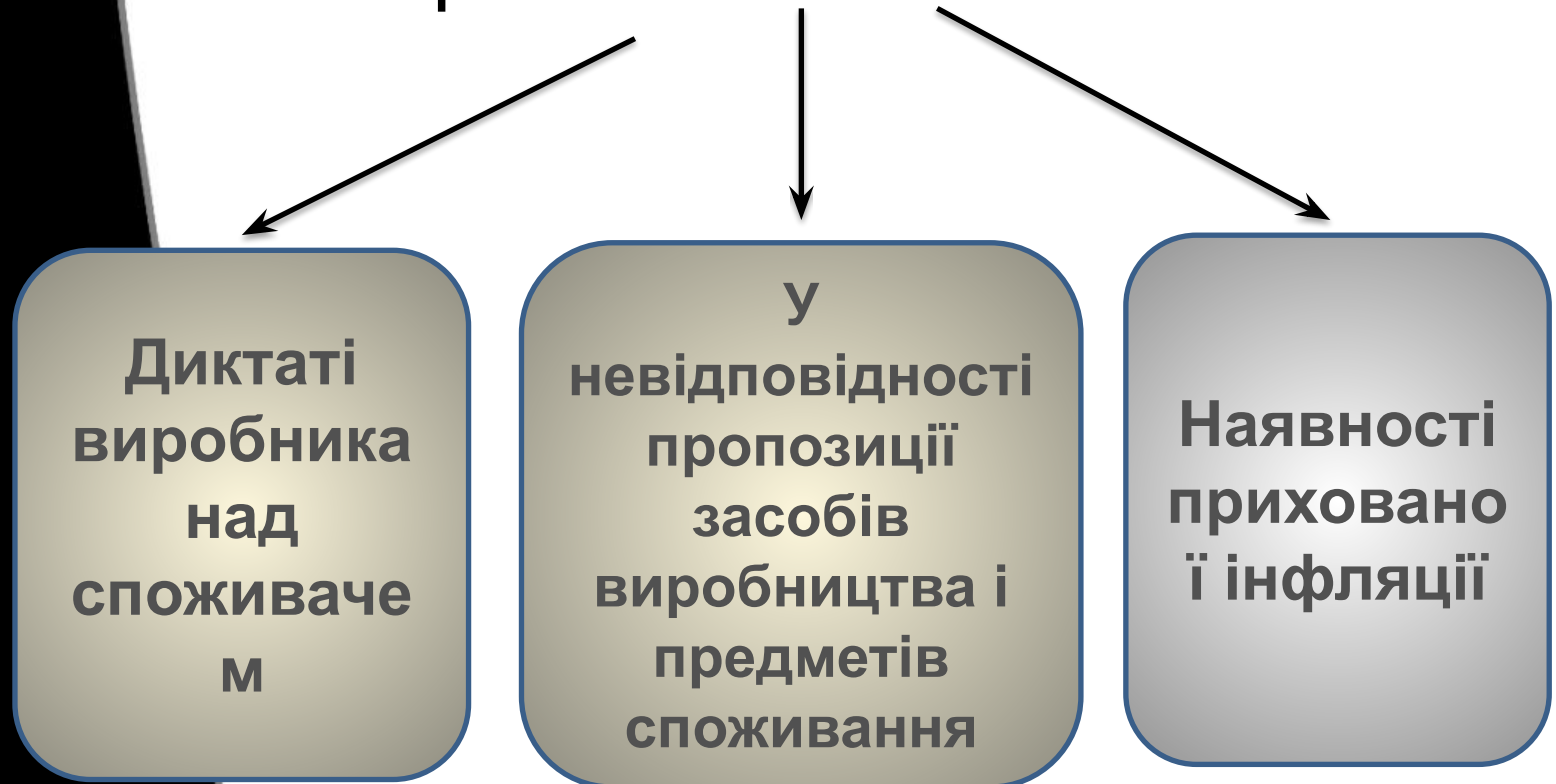 Диктаті
виробника
над
споживаче
м
У
невідповідності
пропозиції
засобів
виробництва і
предметів
споживання
Наявності
приховано
ї інфляції